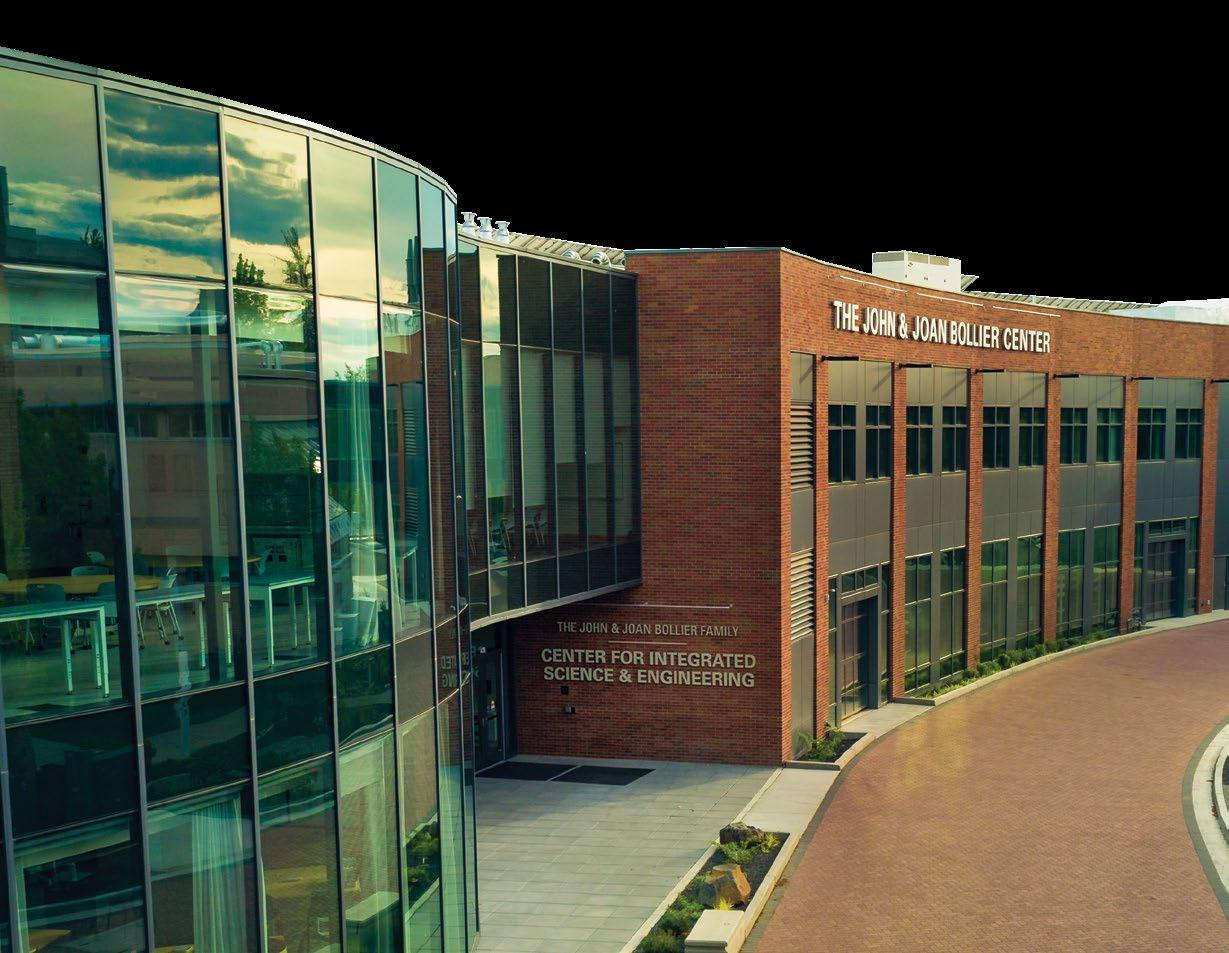 THE JOHN & JOAN BOLLIER CENTER
THE JOHN & JOAN BOLLIER FAMILY
CENTER FOR INTEGRATED
SCIENCE & ENGINEERING